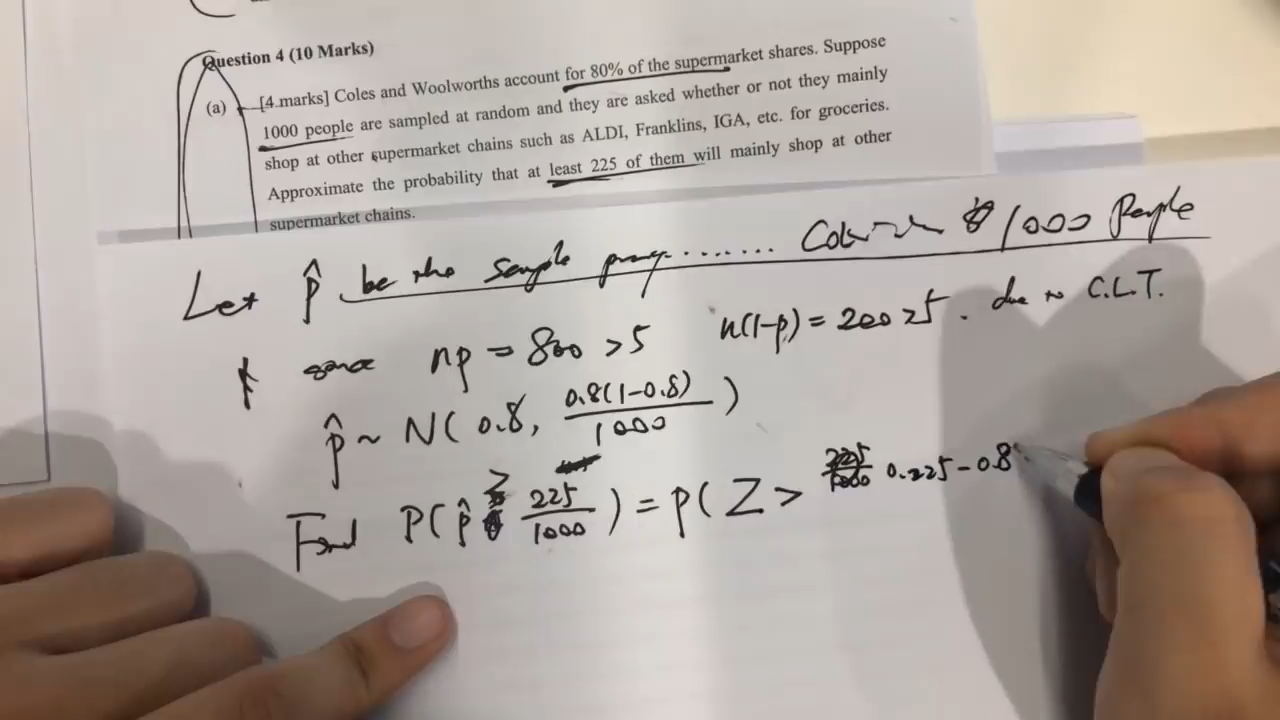 Question 4 (10 Marks)
(a) [4 marks] Coles and Woolworths account for 80% of the supermarket shares. Suppose
1000 people are sampled at random and they are asked whether or not they mainly
shop at other supermarket chains such as ALDI, Franklins, IGA, etc. for groceries.
Approximate the probability that at least 225 of them will mainly shop at other
supermarket chains.
Let p̂ be the sample ........ 1000 People
since np = 800 > 5 n(1-p) = 200 > 5. due to C.L.T.
p̂ ~ N( 0.8, 0.8(1-0.8)/1000 )
Find P( p̂ ≥ 225/1000 ) = P( Z > 0.225 - 0.8